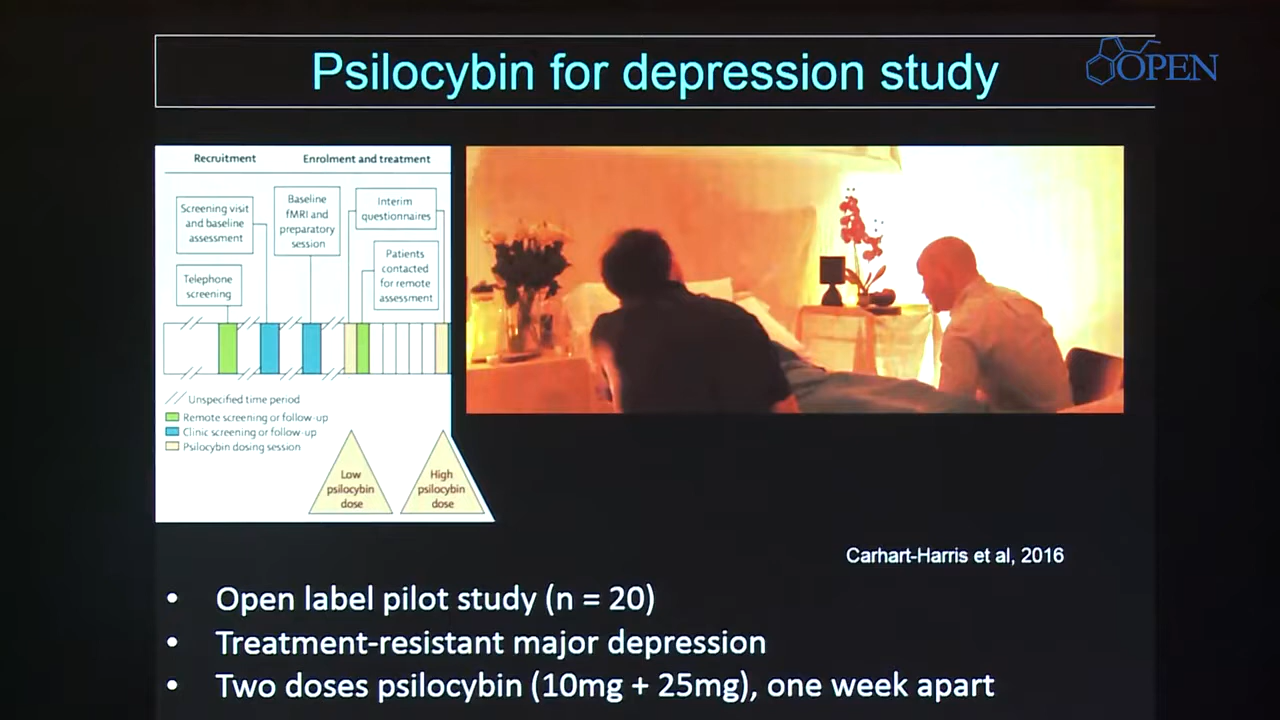 Psilocybin for depression study
OPEN
Recruitment
Enrolment and treatment
Screening visit
and baseline
assessment
Baseline
fMRI and
preparatory
session
Interim
questionnaires
Telephone
screening
Patients
contacted
for remote
assessment
Unspecified time period
Remote screening or follow-up
Clinic screening or follow-up
Psilocybin dosing session
Low
psilocybin
dose
High
psilocybin
dose
Carhart-Harris et al, 2016
• Open label pilot study (n = 20)
• Treatment-resistant major depression
• Two doses psilocybin (10mg + 25mg), one week apart